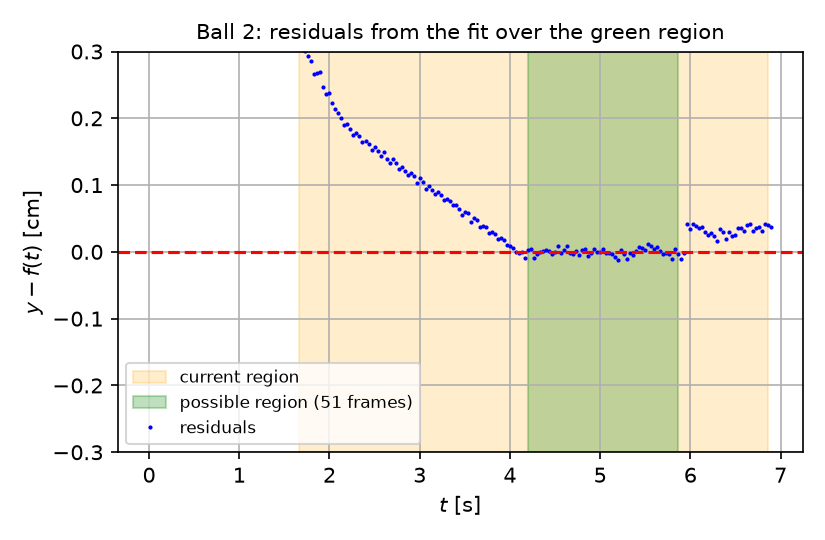 Ball 2: residuals from the fit over the green region
y − f(t) [cm]
0.3
0.2
0.1
0.0
−0.1
−0.2
−0.3
current region
possible region (51 frames)
residuals
0 1 2 3 4 5 6 7
t [s]